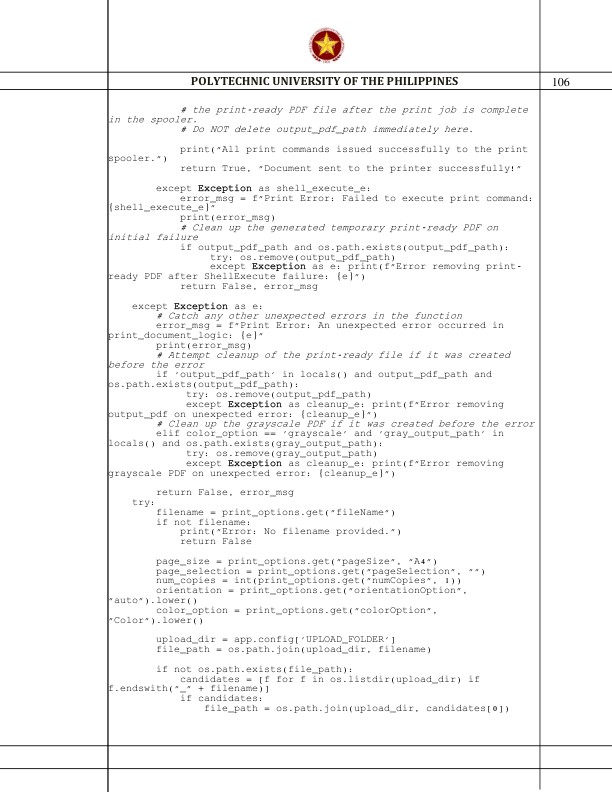 POLYTECHNIC UNIVERSITY OF THE PHILIPPINES
106
# the print-ready PDF file after the print job is complete
in the spooler.
# Do NOT delete output_pdf_path immediately here.
print("All print commands issued successfully to the print
spooler.")
return True, "Document sent to the printer successfully!"
except Exception as shell_execute_e:
error_msg = f"Print Error: Failed to execute print command:
{shell_execute_e}"
print(error_msg)
# Clean up the generated temporary print-ready PDF on
initial failure
if output_pdf_path and os.path.exists(output_pdf_path):
try: os.remove(output_pdf_path)
except Exception as e: print(f"Error removing print-
ready PDF after ShellExecute failure: {e}")
return False, error_msg
except Exception as e:
# Catch any other unexpected errors in the function
error_msg = f"Print Error: An unexpected error occurred in
print_document_logic: {e}"
print(error_msg)
# Attempt cleanup of the print-ready file if it was created
before the error
if 'output_pdf_path' in locals() and output_pdf_path and
os.path.exists(output_pdf_path):
try: os.remove(output_pdf_path)
except Exception as cleanup_e: print(f"Error removing
output_pdf on unexpected error: {cleanup_e}")
# Clean up the grayscale PDF if it was created before the error
elif color_option == 'grayscale' and 'gray_output_path' in
locals() and os.path.exists(gray_output_path):
try: os.remove(gray_output_path)
except Exception as cleanup_e: print(f"Error removing
grayscale PDF on unexpected error: {cleanup_e}")
return False, error_msg
try:
filename = print_options.get("fileName")
if not filename:
print("Error: No filename provided.")
return False
page_size = print_options.get("pageSize", "A4")
page_selection = print_options.get("pageSelection", "")
num_copies = int(print_options.get("numCopies", 1))
orientation = print_options.get("orientationOption",
"auto").lower()
color_option = print_options.get("colorOption",
"Color").lower()
upload_dir = app.config['UPLOAD_FOLDER']
file_path = os.path.join(upload_dir, filename)
if not os.path.exists(file_path):
candidates = [f for f in os.listdir(upload_dir) if
f.endswith("_" + filename)]
if candidates:
file_path = os.path.join(upload_dir, candidates[0])